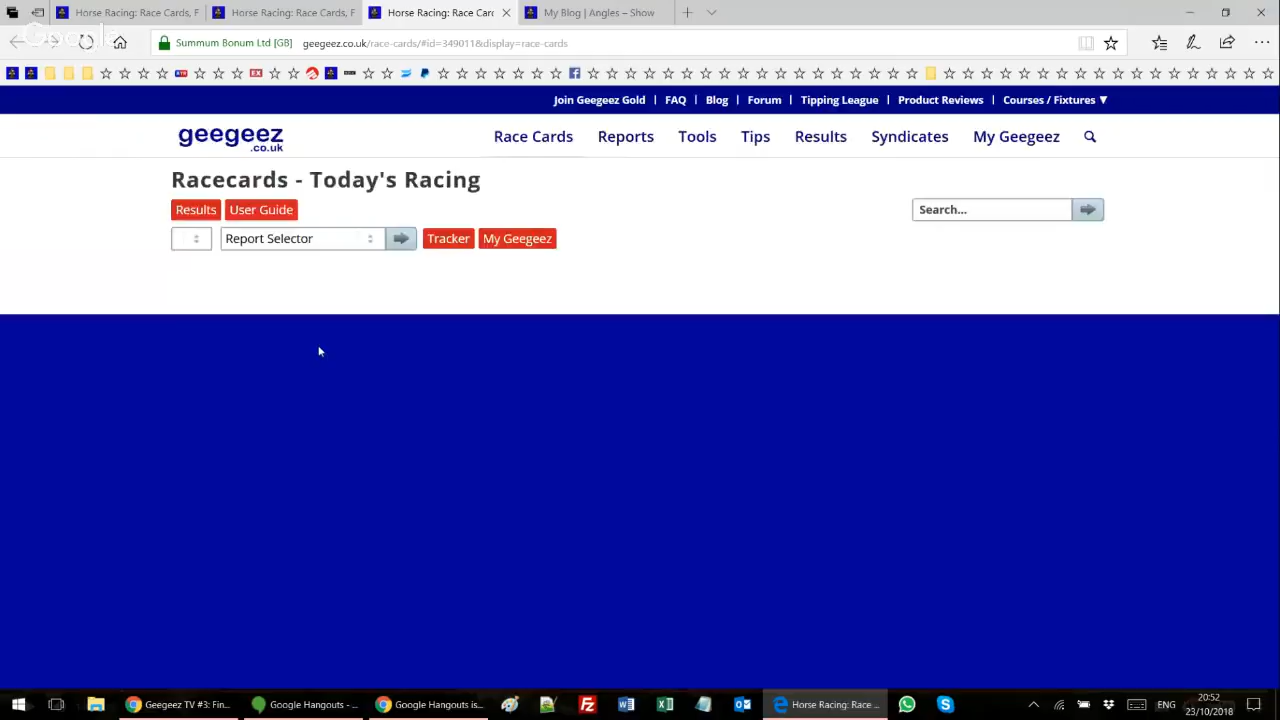 Horse Racing: Race Cards, F
Horse Racing: Race Cards, F
Horse Racing: Race Card
My Blog | Angles – Show
Google
Summum Bonum Ltd [GB]
geegeez.co.uk/race-cards/#id=349011&display=race-cards
Join Geegeez Gold | FAQ | Blog | Forum | Tipping League | Product Reviews | Courses / Fixtures ▼
geegeez
.co.uk
Race Cards
Reports
Tools
Tips
Results
Syndicates
My Geegeez
Racecards - Today's Racing
Results
User Guide
Search...
Report Selector
Tracker
My Geegeez
Geegeez TV #3: Fin...
Google Hangouts - ...
Google Hangouts is...
Horse Racing: Race ...
ENG
20:52
23/10/2018